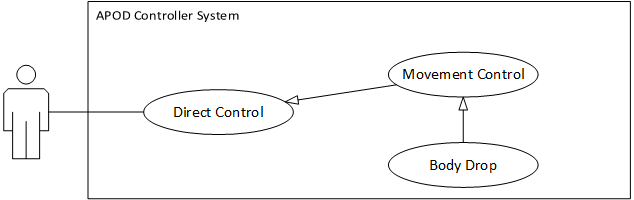 APOD Controller System
Movement Control
Direct Control
Body Drop